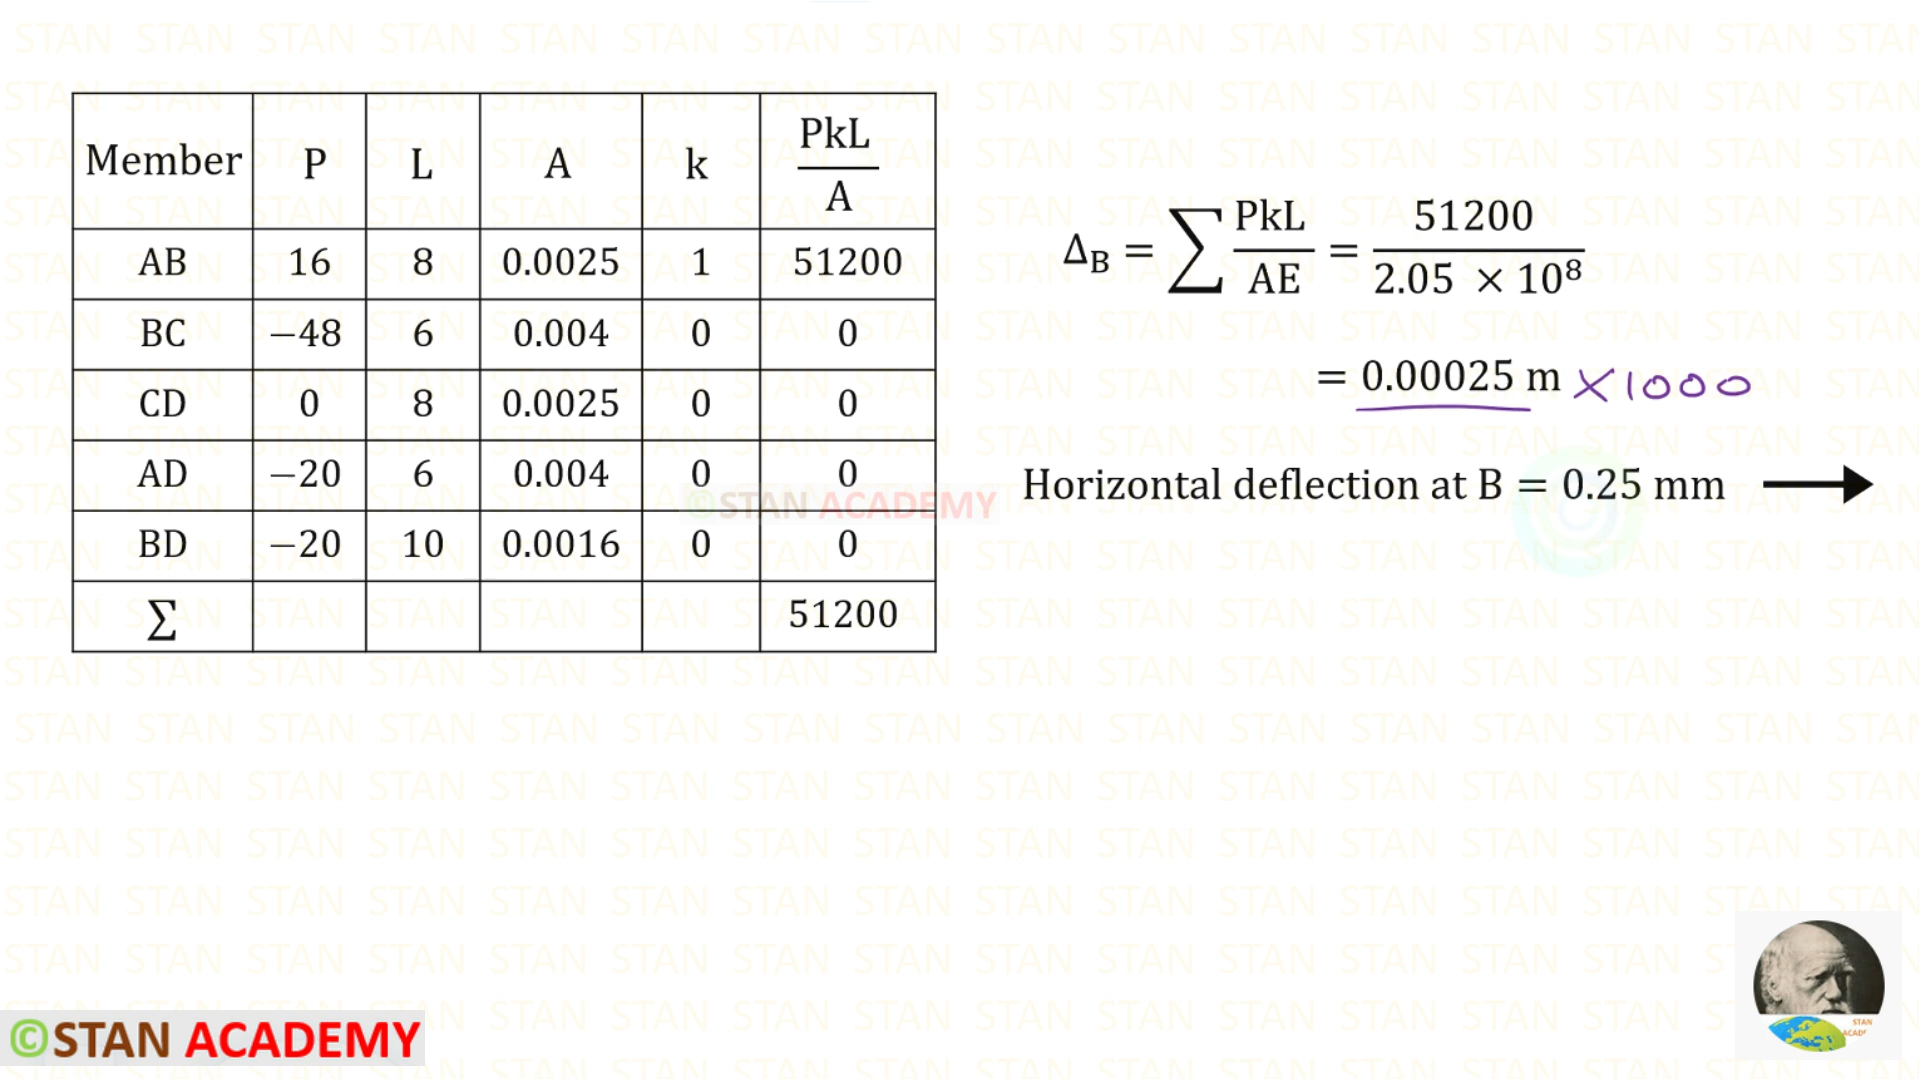 Member P L A k PkL/A
AB 16 8 0.0025 1 51200
BC −48 6 0.004 0 0
CD 0 8 0.0025 0 0
AD −20 6 0.004 0 0
BD −20 10 0.0016 0 0
∑ 51200
Δ_B = ∑ PkL/AE = 51200/2.05 × 10⁸
= 0.00025 m ×1000
Horizontal deflection at B = 0.25 mm →
©STAN ACADEMY
©STAN ACADEMY
STAN